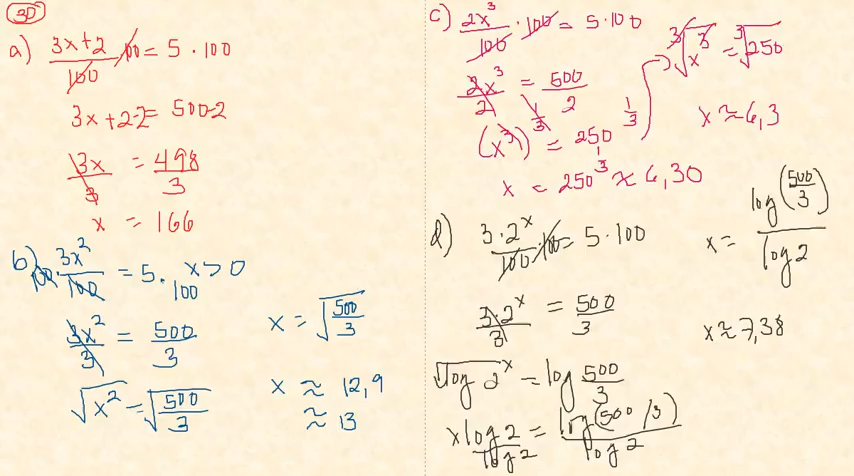 30
a) (3x+2)/100 · 100 = 5 · 100
3x+2-2 = 500-2
3x/3 = 498/3
x = 166
b) 100 · 3x²/100 = 5 · 100 x > 0
3x²/3 = 500/3
√x² = √(500/3)
x = √(500/3)
x ≈ 12,9
≈ 13
c) 2x³/100 · 100 = 5 · 100
2x³/2 = 500/2
(x³)^(1/3) = 250^(1/3)
x = 250^(1/3) ≈ 6,30
∛x³ = ∛250
x ≈ 6,3
d) 3 · 2ˣ/100 · 100 = 5 · 100
3 · 2ˣ/3 = 500/3
log 2ˣ = log 500/3
x log 2/log 2 = log(500/3)/log 2
x = log(500/3)/log 2
x ≈ 7,38